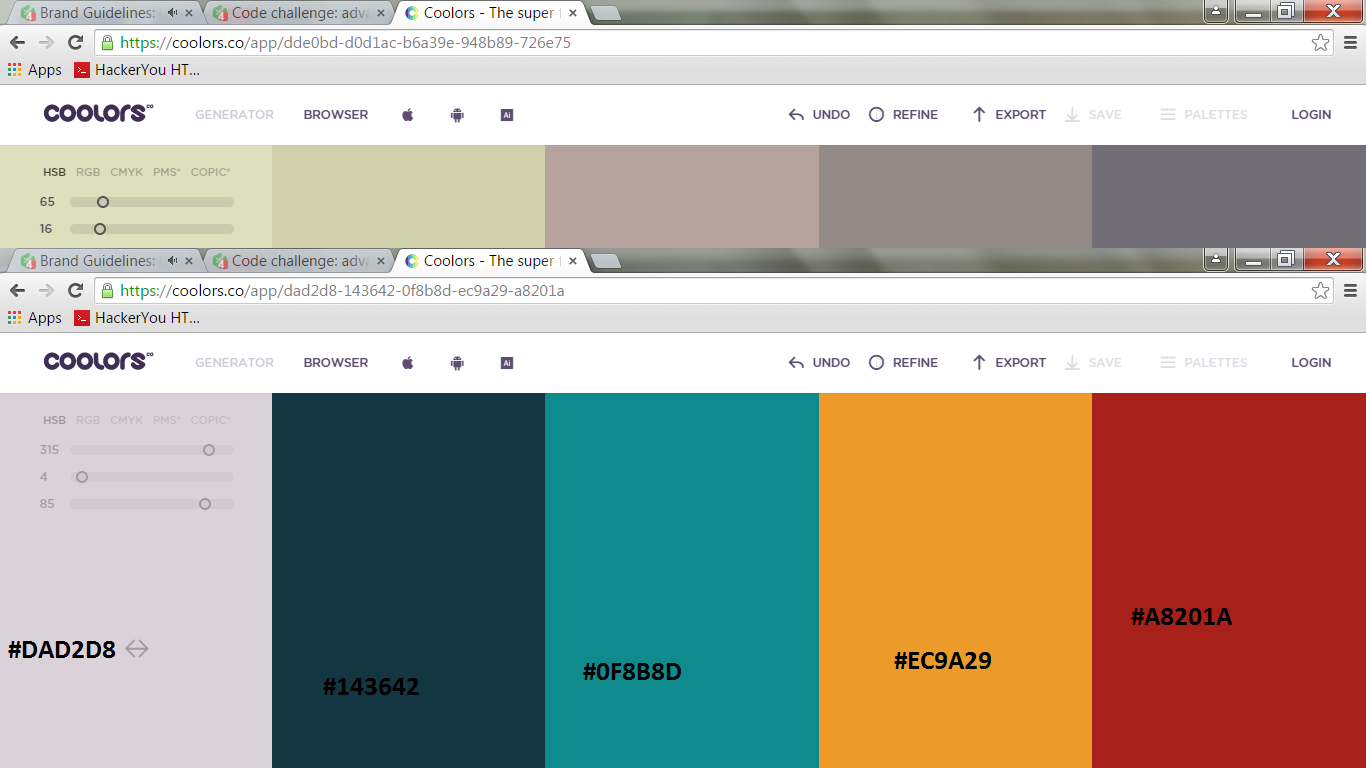 Brand Guidelines: Code challenge: adva Coolors - The super f
https://coolors.co/app/dde0bd-d0d1ac-b6a39e-948b89-726e75
Apps HackerYou HT...
COOLORS.CO GENERATOR BROWSER Ai UNDO REFINE EXPORT SAVE PALETTES LOGIN
HSB RGB CMYK PMS* COPIC*
65
16
Brand Guidelines: Code challenge: adva Coolors - The super f
https://coolors.co/app/dad2d8-143642-0f8b8d-ec9a29-a8201a
Apps HackerYou HT...
COOLORS.CO GENERATOR BROWSER Ai UNDO REFINE EXPORT SAVE PALETTES LOGIN
HSB RGB CMYK PMS* COPIC*
315
4
85
#A8201A
#DAD2D8
#EC9A29
#0F8B8D
#143642